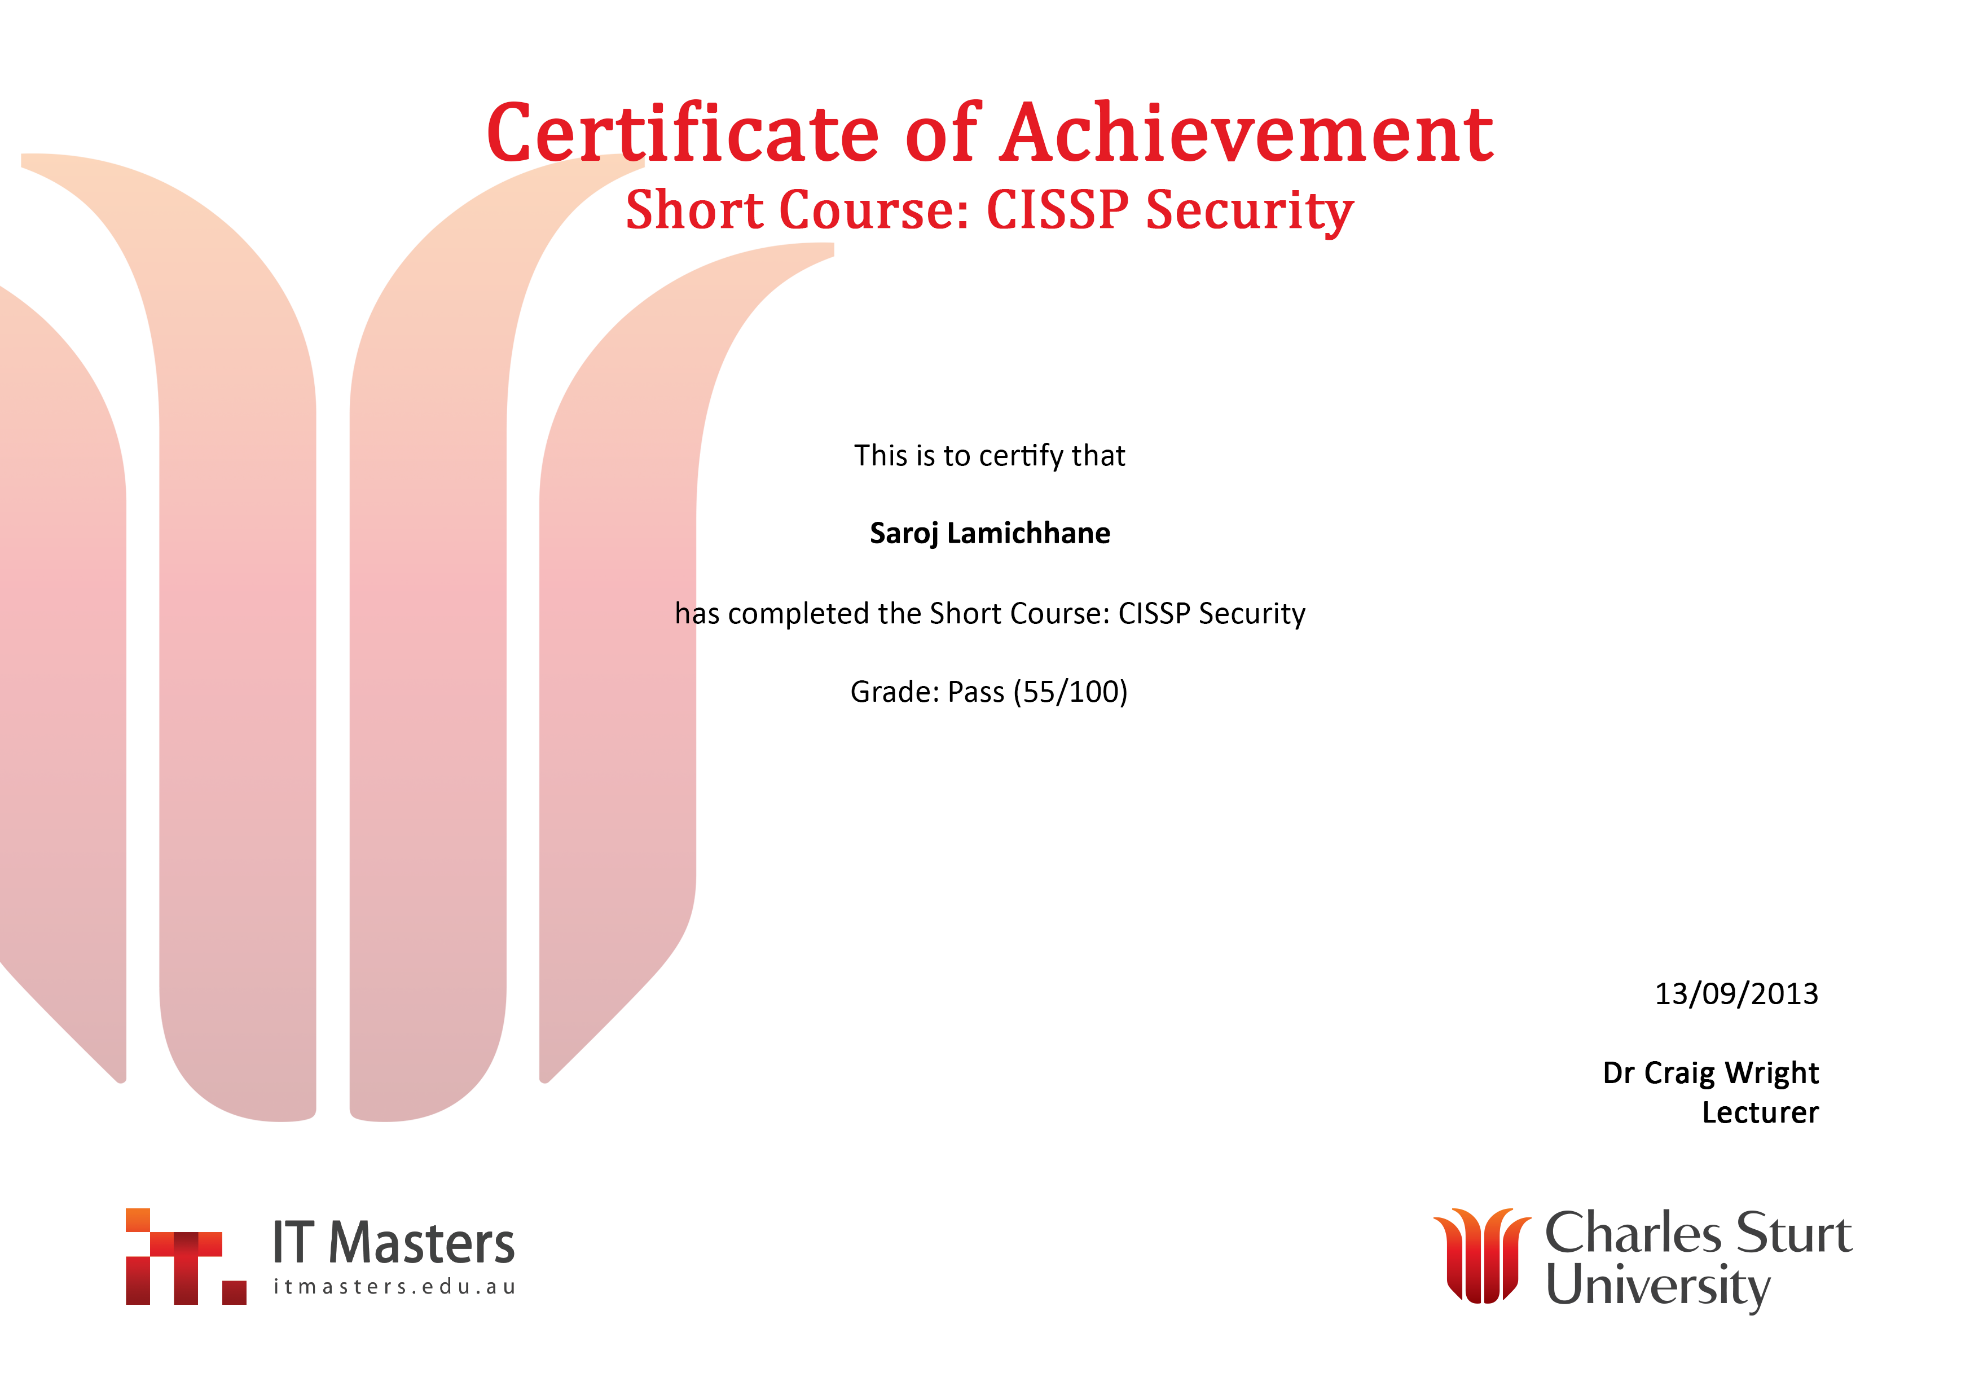 Certificate of Achievement
Short Course: CISSP Security
This is to certify that
Saroj Lamichhane
has completed the Short Course: CISSP Security
Grade: Pass (55/100)
13/09/2013
Dr Craig Wright
Lecturer
it.
IT Masters
itmasters.edu.au
Charles Sturt
University